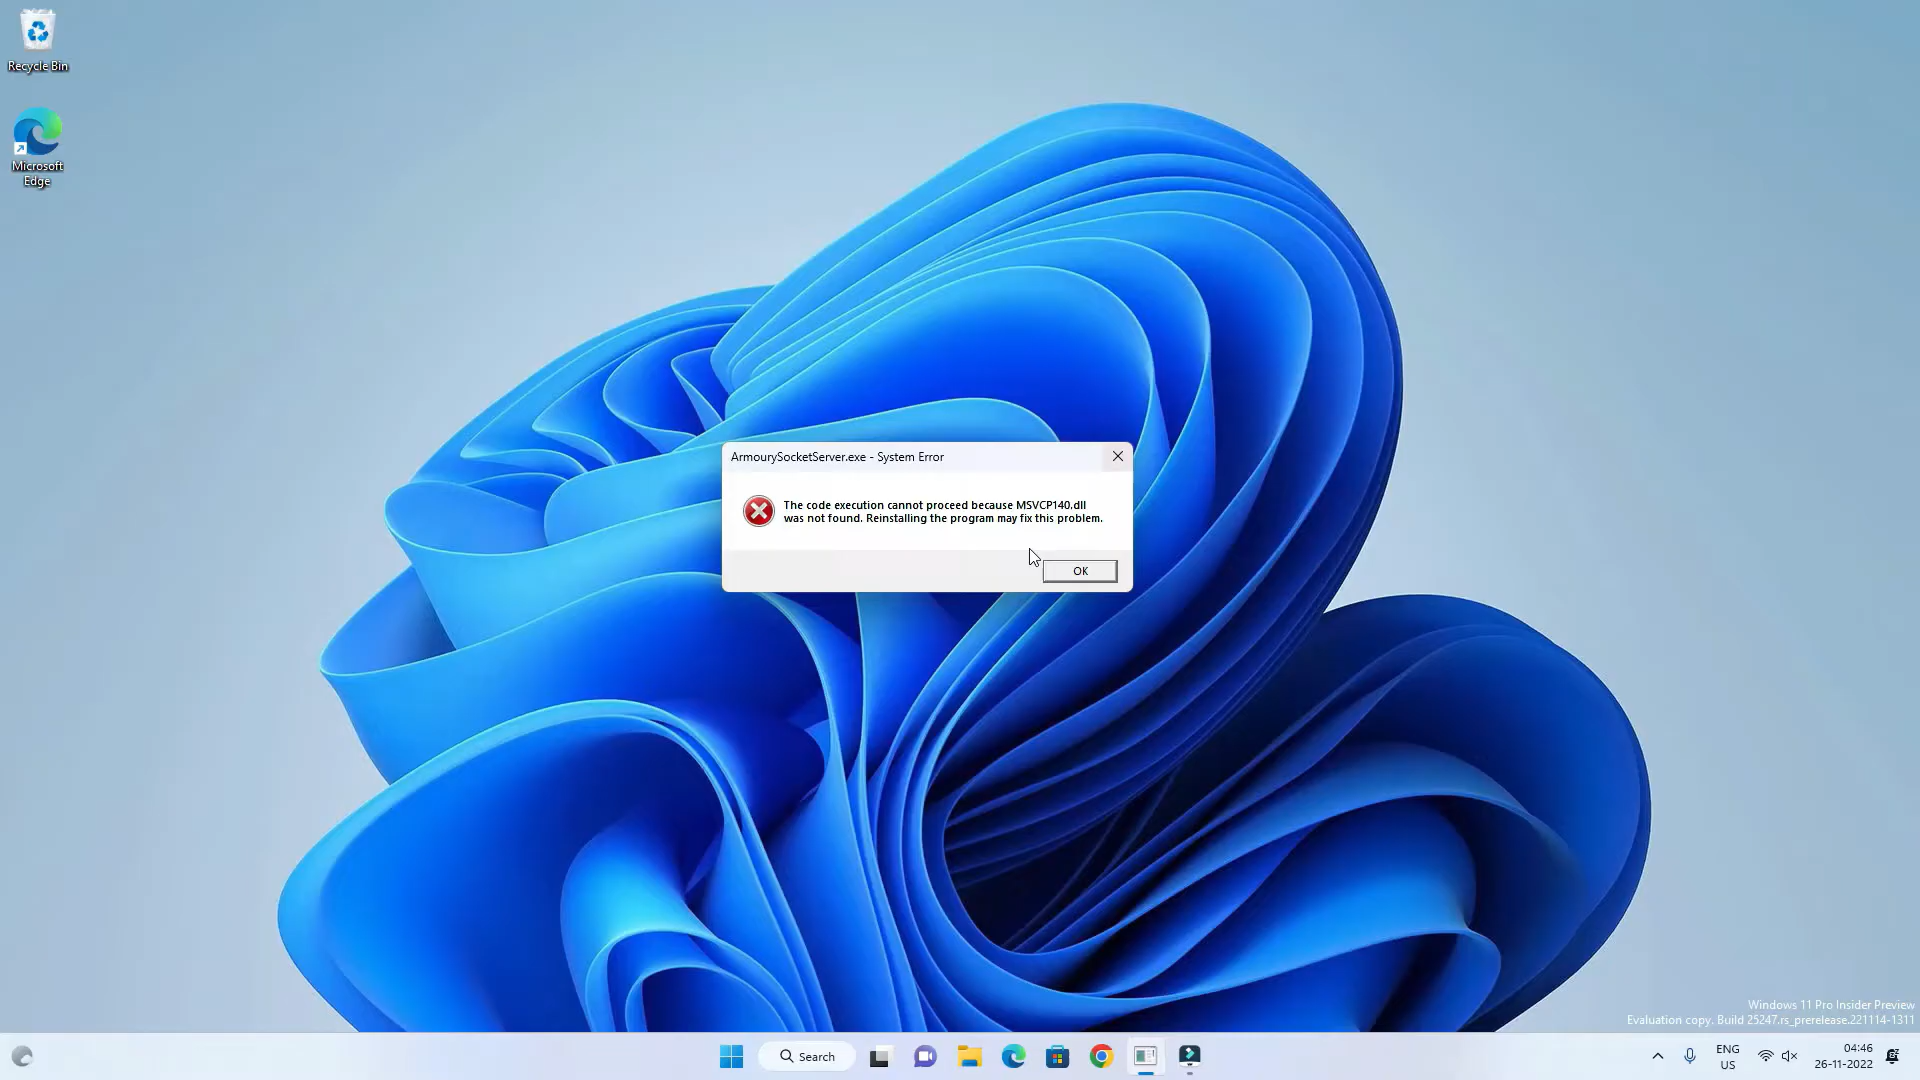 Recycle Bin
Microsoft
Edge
ArmourySocketServer.exe - System Error
The code execution cannot proceed because MSVCP140.dll
was not found. Reinstalling the program may fix this problem.
OK
Windows 11 Pro Insider Preview
Evaluation copy. Build 25247.rs_prerelease.221114-1311
Search
ENG
US
04:46
26-11-2022